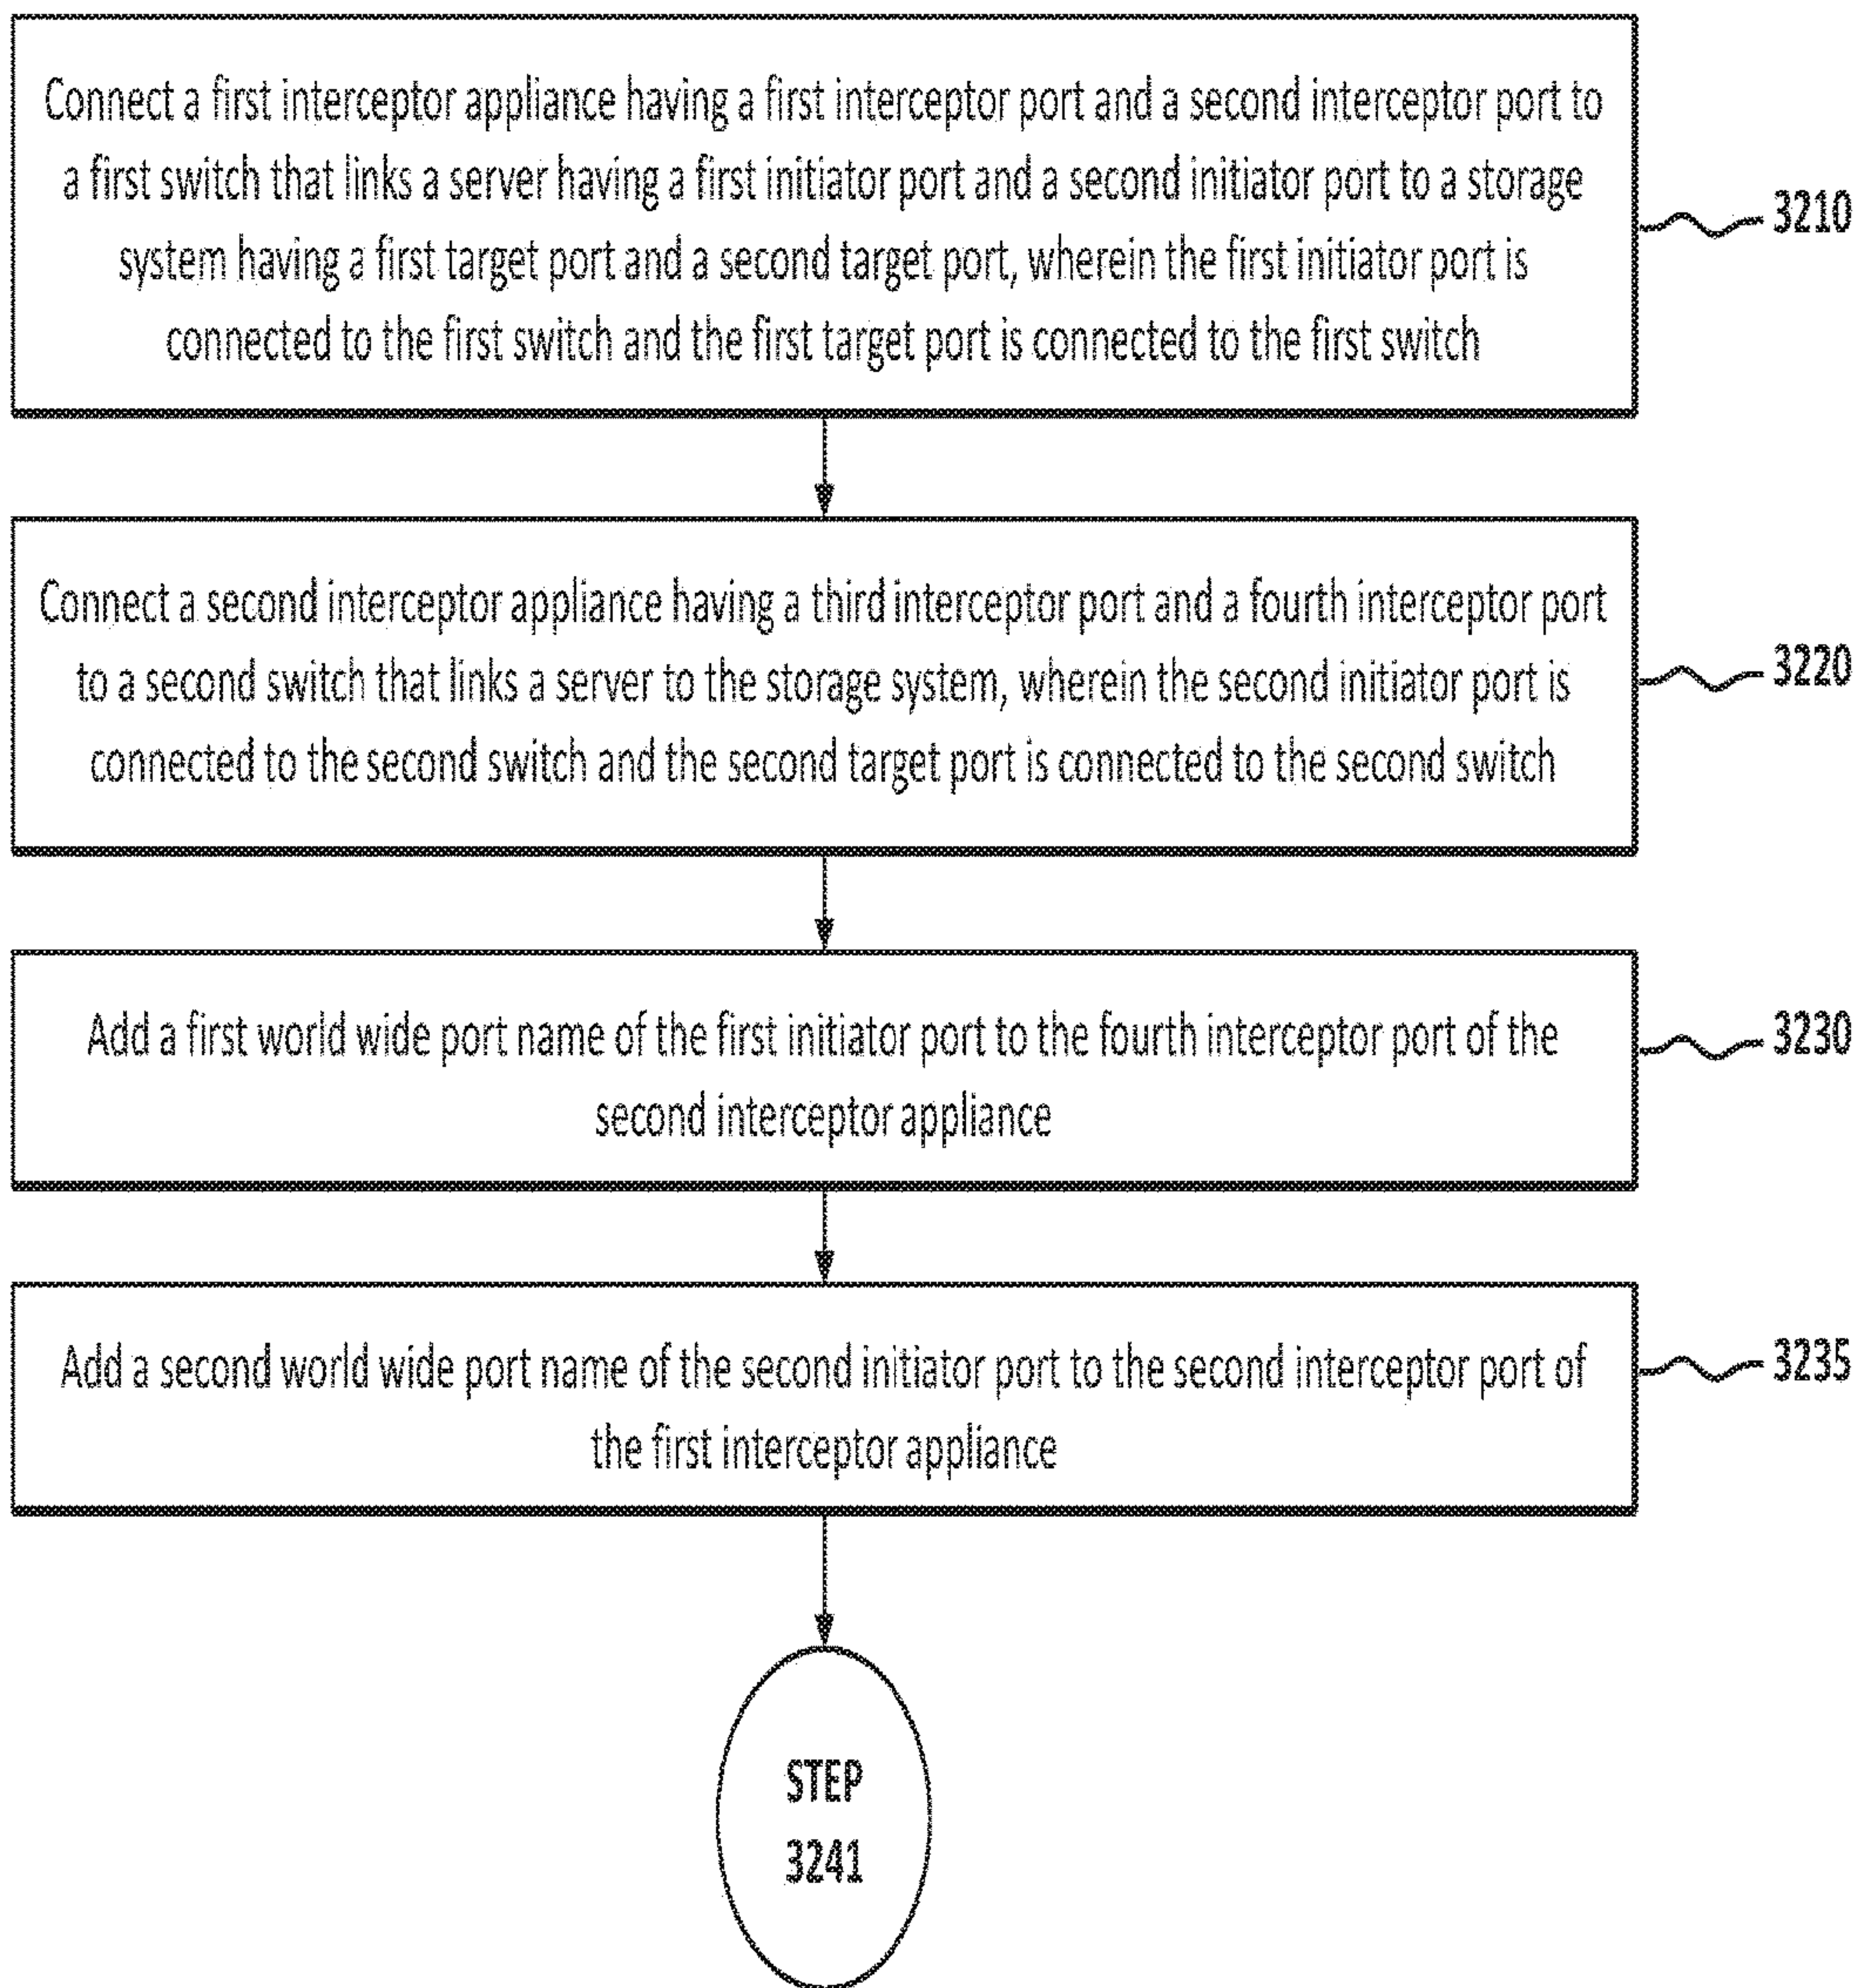 Connect a first interceptor appliance having a first interceptor port and a second interceptor port to
a first switch that links a server having a first initiator port and a second initiator port to a storage
system having a first target port and a second target port, wherein the first initiator port is
connected to the first switch and the first target port is connected to the first switch
3210
Connect a second interceptor appliance having a third interceptor port and a fourth interceptor port
to a second switch that links a server to the storage system, wherein the second initiator port is
connected to the second switch and the second target port is connected to the second switch
3220
Add a first world wide port name of the first initiator port to the fourth interceptor port of the
second interceptor appliance
3230
Add a second world wide port name of the second initiator port to the second interceptor port of
the first interceptor appliance
3235
STEP
3241